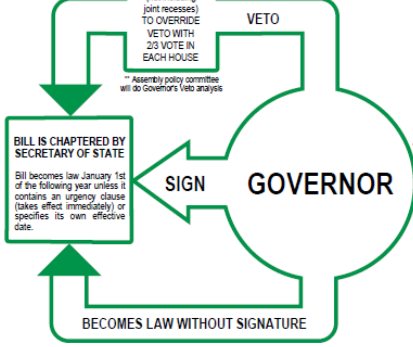 joint recesses)
TO OVERRIDE
VETO WITH
2/3 VOTE IN
EACH HOUSE
VETO
** Assembly policy committee
will do Governor's Veto analysis
BILL IS CHAPTERED BY
SECRETARY OF STATE
Bill becomes law January 1st
of the following year unless it
contains an urgency clause
(takes effect immediately) or
specifies its own effective
date.
SIGN
GOVERNOR
BECOMES LAW WITHOUT SIGNATURE